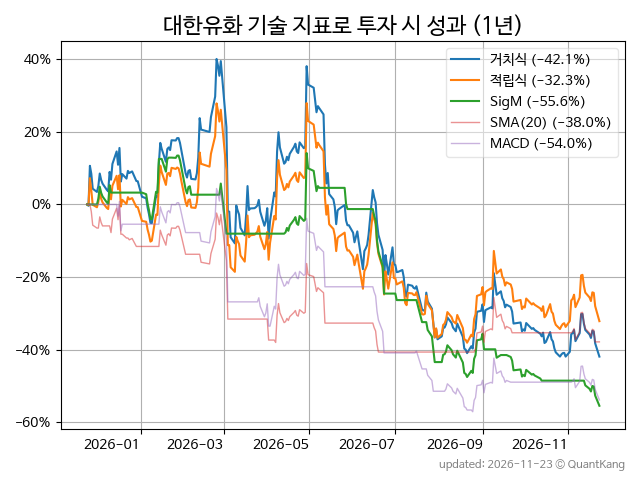 대한유화 기술 지표로 투자 시 성과 (1년)
거치식 (−42.1%)
적립식 (−32.3%)
SigM (−55.6%)
SMA(20) (−38.0%)
MACD (−54.0%)
40%
20%
0%
−20%
−40%
−60%
2026-01
2026-03
2026-05
2026-07
2026-09
2026-11
updated: 2026-11-23 ⓒ QuantKang